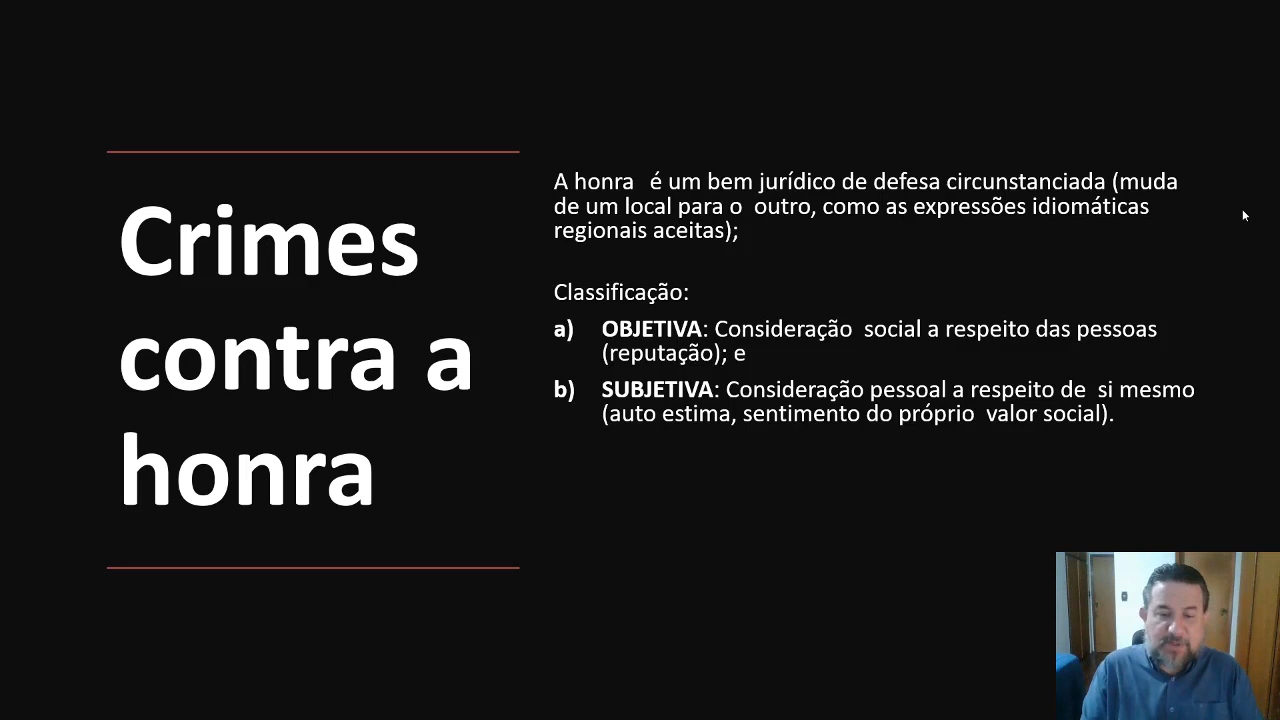 Crimes
contra a
honra
A honra é um bem jurídico de defesa circunstanciada (muda
de um local para o outro, como as expressões idiomáticas
regionais aceitas);
Classificação:
a) OBJETIVA: Consideração social a respeito das pessoas
(reputação); e
b) SUBJETIVA: Consideração pessoal a respeito de si mesmo
(auto estima, sentimento do próprio valor social).